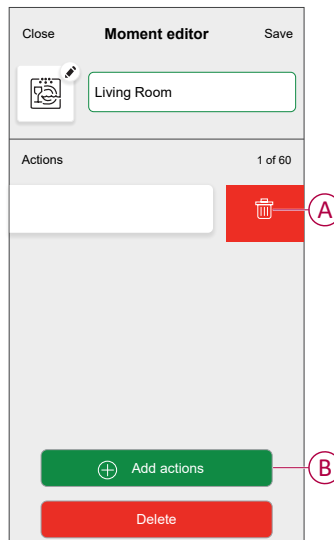 Close Moment editor Save
Living Room
Actions 1 of 60
A
Add actions
B
Delete